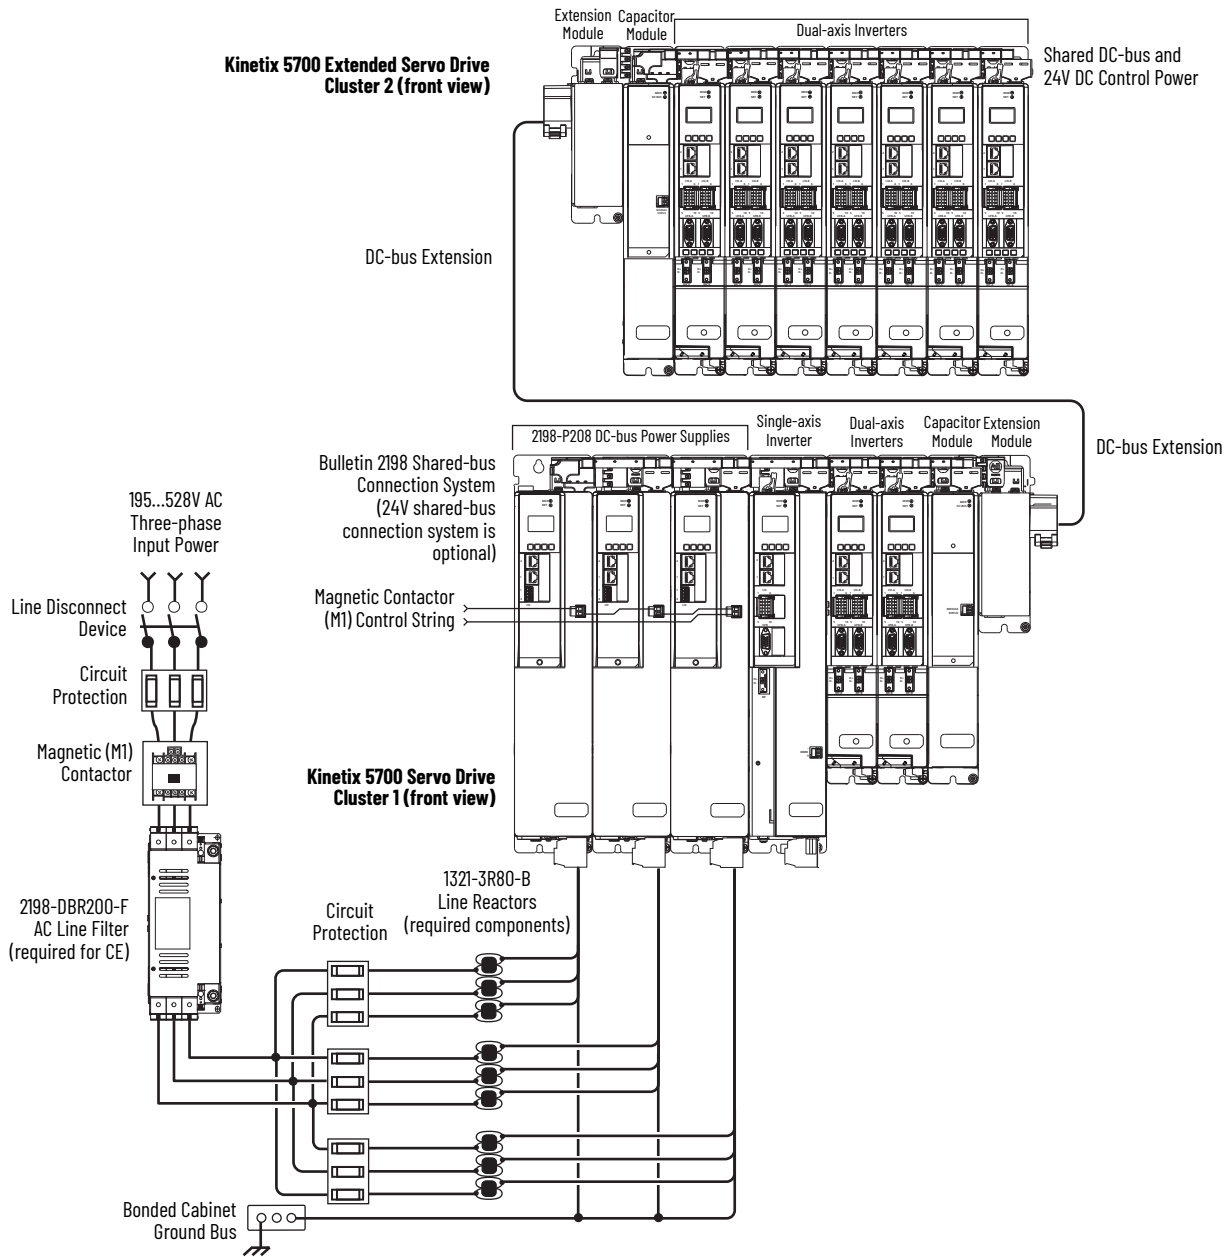 Extension
Module
Capacitor
Module
Dual-axis Inverters
Kinetix 5700 Extended Servo Drive
Cluster 2 (front view)
Shared DC-bus and
24V DC Control Power
DC-bus Extension
2198-P208 DC-bus Power Supplies
Single-axis
Inverter
Dual-axis
Inverters
Capacitor
Module
Extension
Module
DC-bus Extension
Bulletin 2198 Shared-bus
Connection System
(24V shared-bus
connection system is
optional)
195...528V AC
Three-phase
Input Power
Magnetic Contactor
(M1) Control String
Line Disconnect
Device
Circuit
Protection
Magnetic (M1)
Contactor
Kinetix 5700 Servo Drive
Cluster 1 (front view)
2198-DBR200-F
AC Line Filter
(required for CE)
Circuit
Protection
1321-3R80-B
Line Reactors
(required components)
Bonded Cabinet
Ground Bus